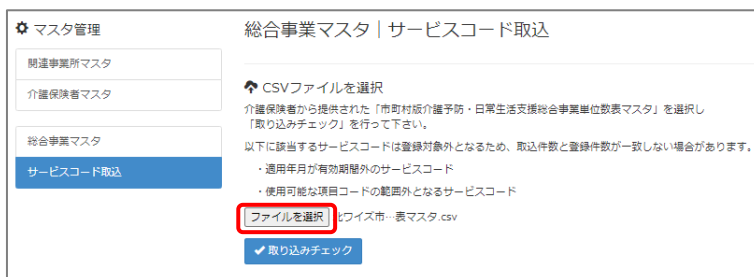 マスタ管理
関連事業所マスタ
介護保険者マスタ
総合事業マスタ
サービスコード取込
総合事業マスタ│サービスコード取込
CSVファイルを選択
介護保険者から提供された「市町村版介護予防・日常生活支援総合事業単位数表マスタ」を選択し
「取り込みチェック」を行って下さい。
以下に該当するサービスコードは登録対象外となるため、取込件数と登録件数が一致しない場合があります。
・適用年月が有効期間外のサービスコード
・使用可能な項目コードの範囲外となるサービスコード
ファイルを選択 ワイズ市…表マスタ.csv
取り込みチェック